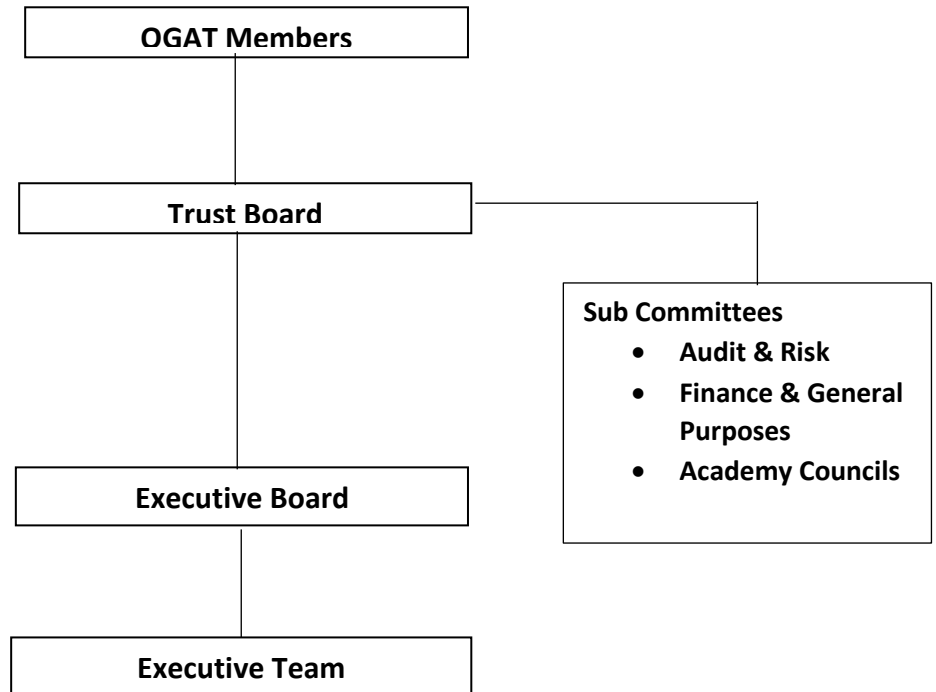 OGAT Members
Trust Board
Sub Committees
• Audit & Risk
• Finance & General
Purposes
• Academy Councils
Executive Board
Executive Team